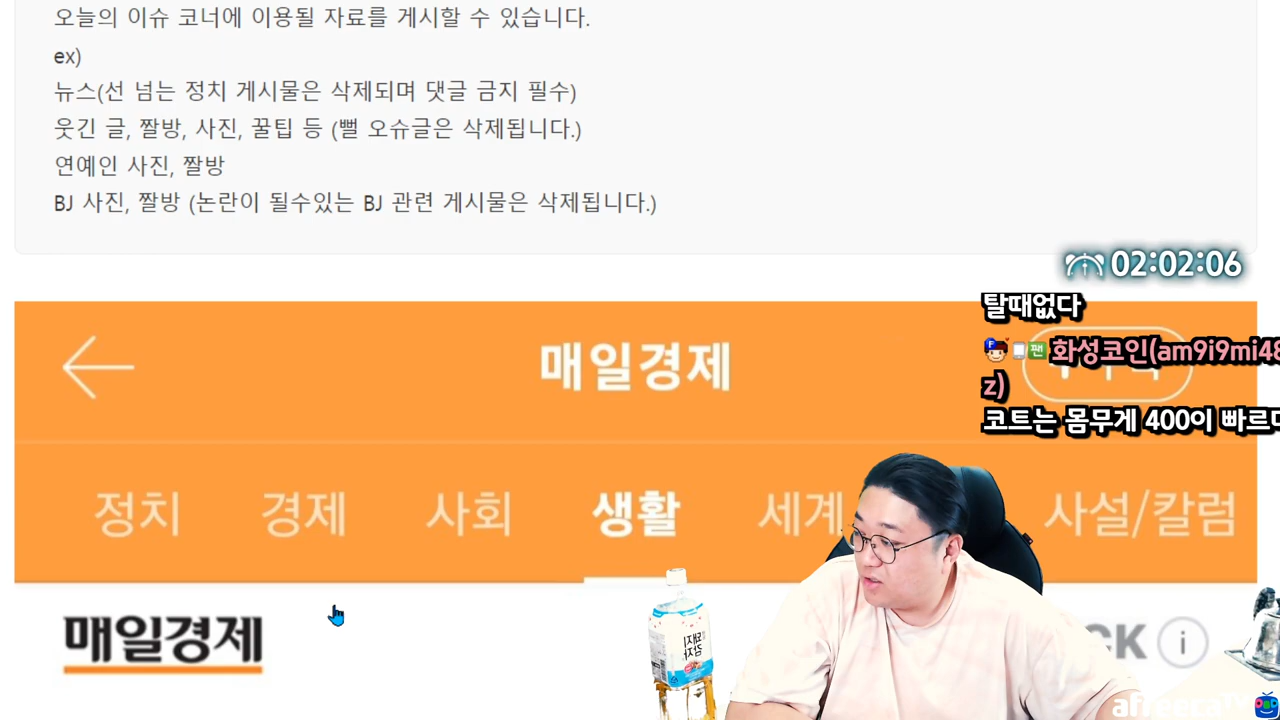 오늘의 이슈 코너에 이용될 자료를 게시할 수 있습니다.
ex)
뉴스(선 넘는 정치 게시물은 삭제되며 댓글 금지 필수)
웃긴 글, 짤방, 사진, 꿀팁 등 (뻘 오슈글은 삭제됩니다.)
연예인 사진, 짤방
BJ 사진, 짤방 (논란이 될수있는 BJ 관련 게시물은 삭제됩니다.)
02:02:06
탈때없다
F 팬 화성코인(am9i9mi48
z)
코트는 몸무게 400이 빠르
매일경제
정치 경제 사회 생활 세계 사설/칼럼
매일경제
CK i
afreecaTV